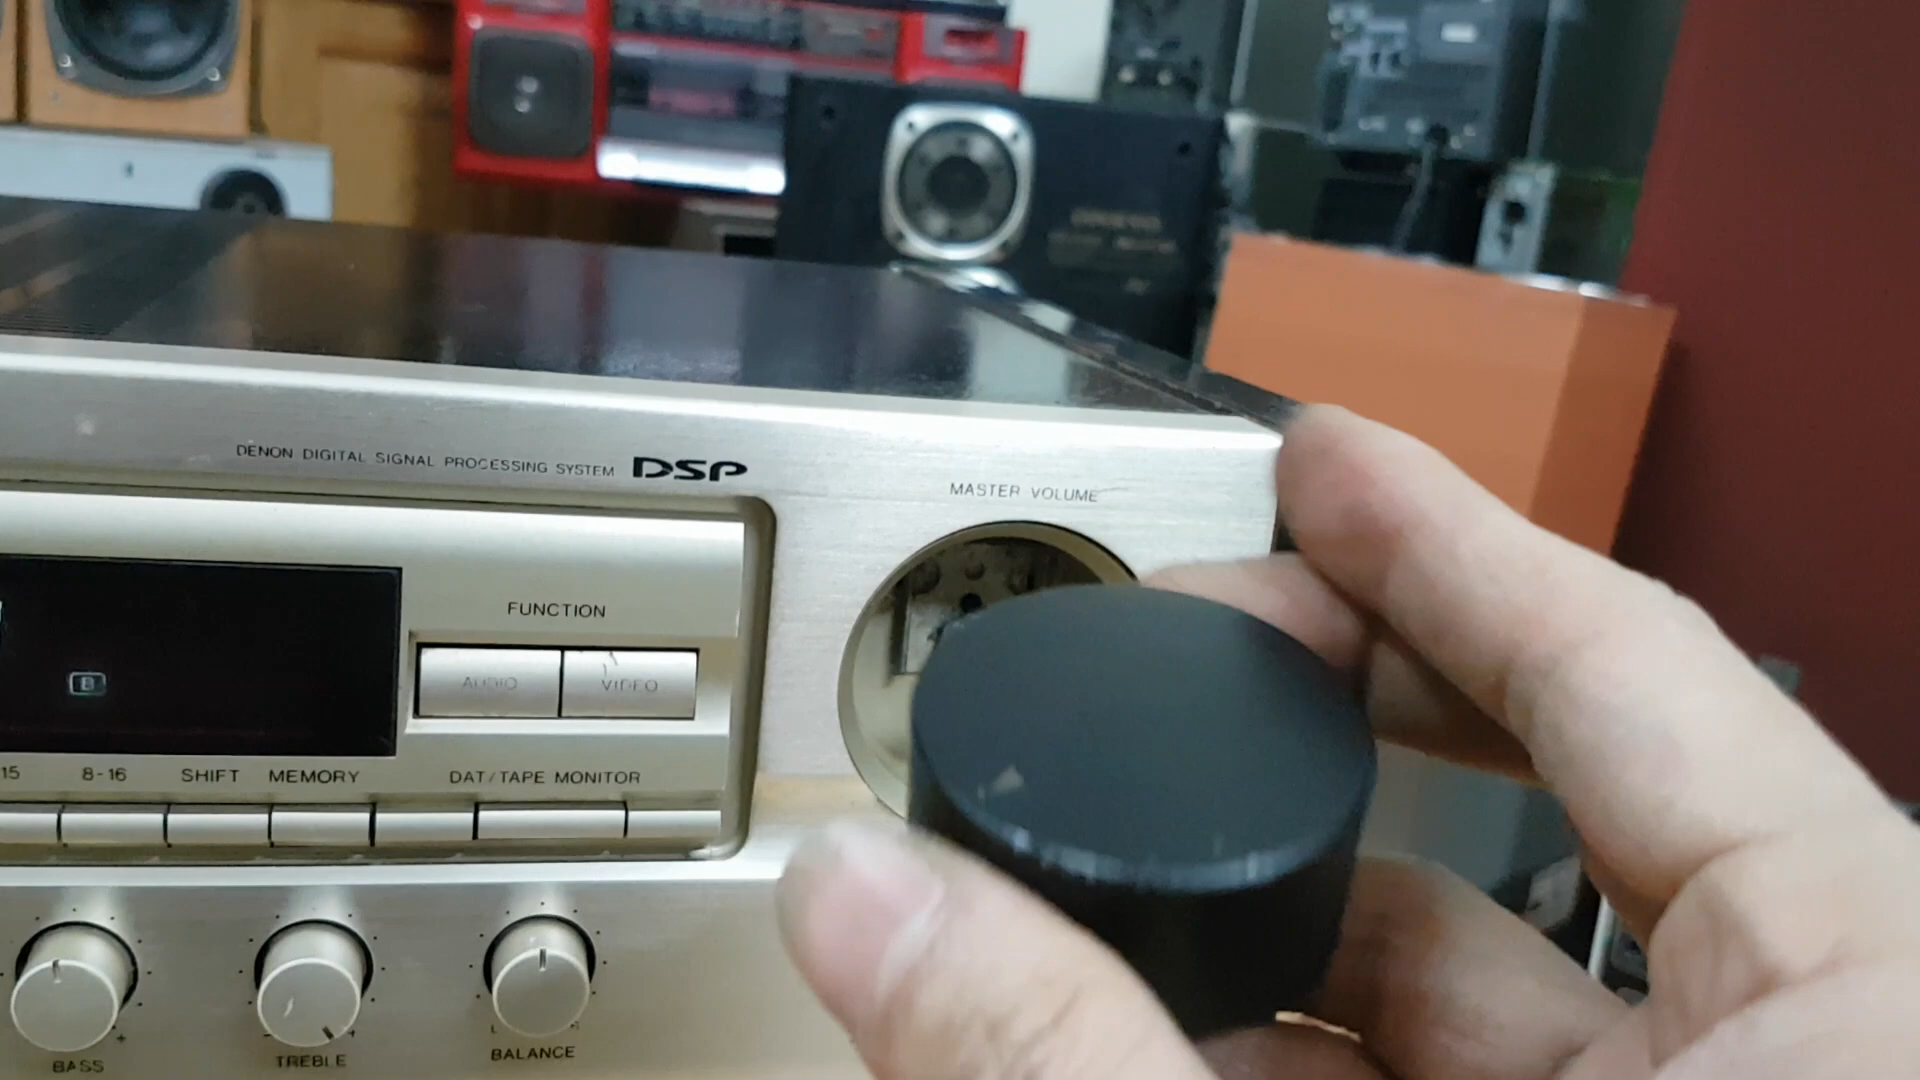 DENON DIGITAL SIGNAL PROCESSING SYSTEM DSP
MASTER VOLUME
FUNCTION
AUDIO VIDEO
B
15 8-16 SHIFT MEMORY DAT/TAPE MONITOR
BASS TREBLE BALANCE